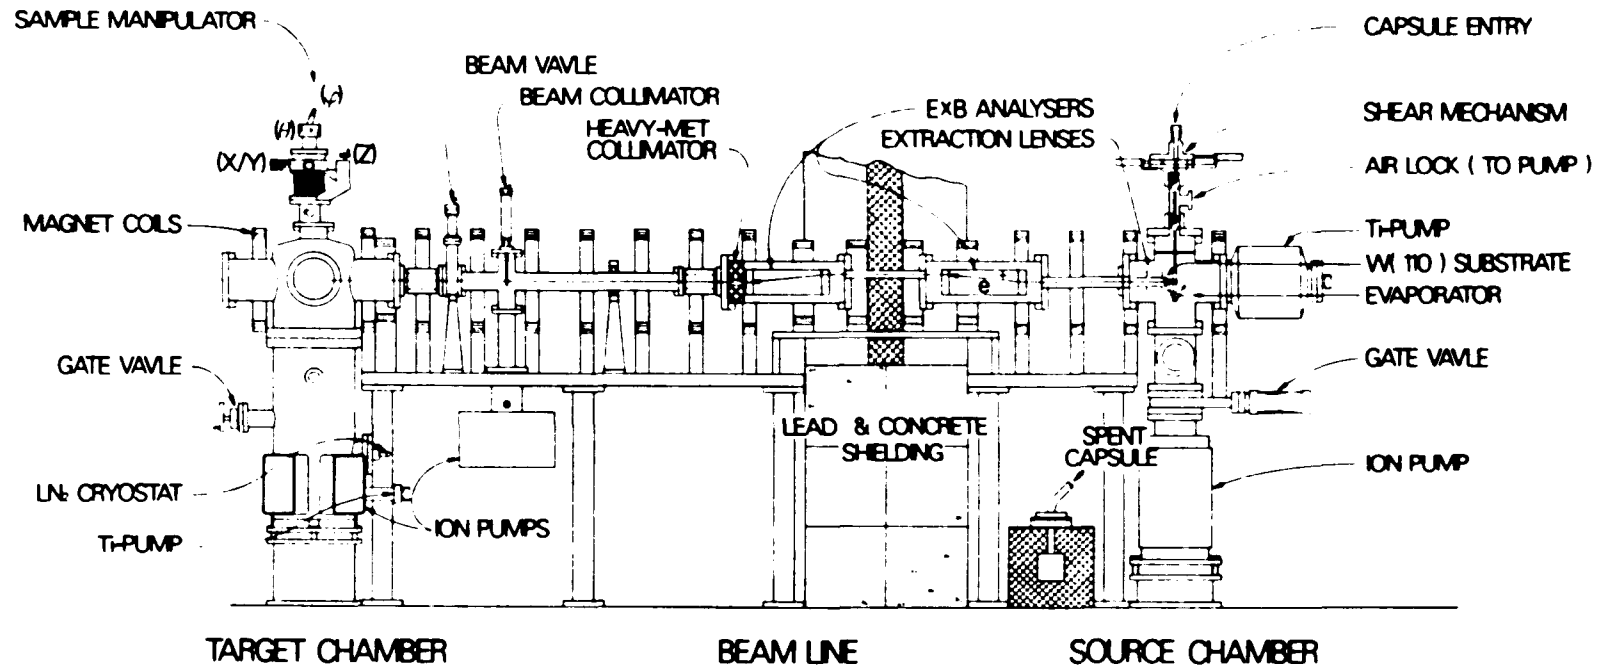 SAMPLE MANIPULATOR
(φ)
(θ)
(X/Y)
(Z)
MAGNET COILS
GATE VAVLE
LN₂ CRYOSTAT
Ti-PUMP
BEAM VAVLE
BEAM COLLIMATOR
HEAVY-MET
COLLIMATOR
E×B ANALYSERS
EXTRACTION LENSES
e
ION PUMPS
LEAD & CONCRETE
SHIELDING
SPENT
CAPSULE
CAPSULE ENTRY
SHEAR MECHANISM
AIR LOCK ( TO PUMP )
Ti-PUMP
W( 110 ) SUBSTRATE
EVAPORATOR
GATE VAVLE
ION PUMP
TARGET CHAMBER
BEAM LINE
SOURCE CHAMBER